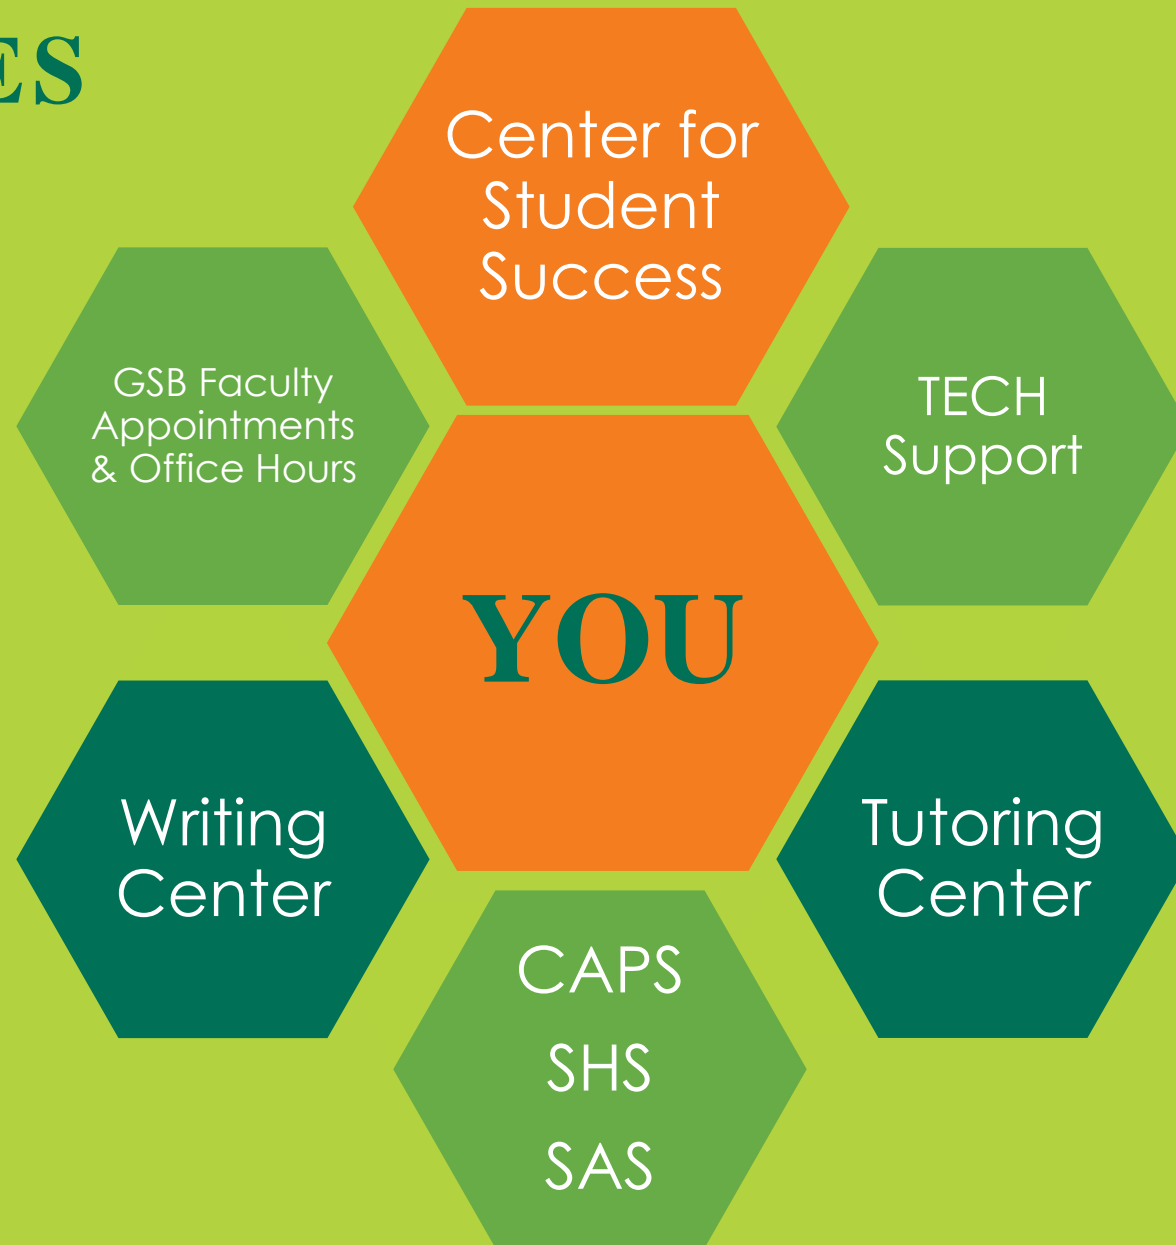 ES
Center for
Student
Success
GSB Faculty
Appointments
& Office Hours
TECH
Support
YOU
Writing
Center
Tutoring
Center
CAPS
SHS
SAS